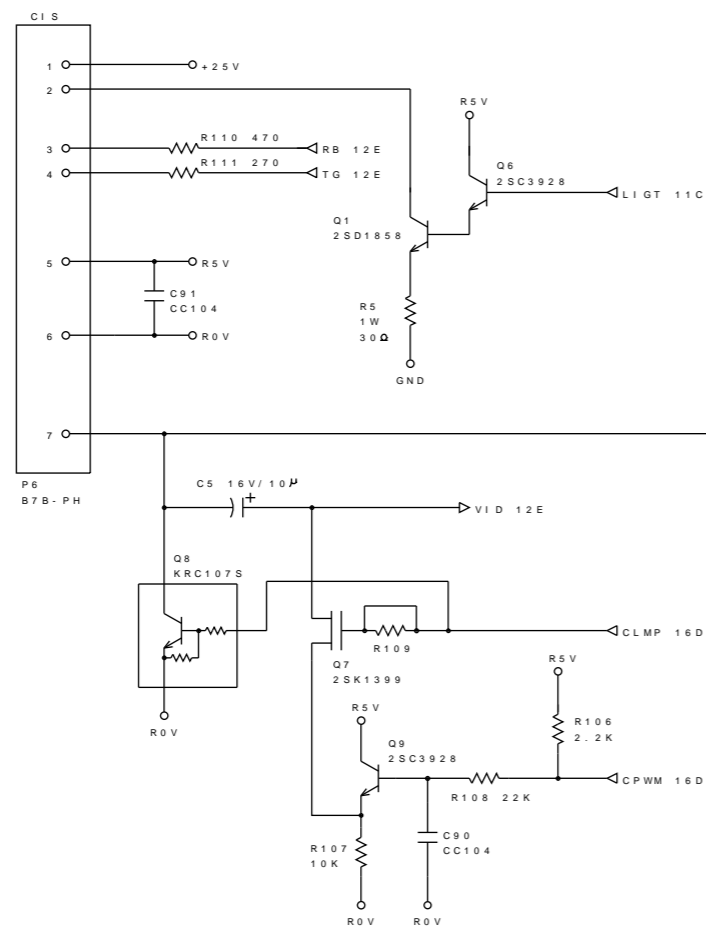 CIS
1
+25V
2
R5V
3
R110 470
RB 12E
Q6
2SC3928
4
R111 270
TG 12E
LIGT 11C
Q1
2SD1858
5
R5V
C91
CC104
R5
1W
30Ω
6
R0V
GND
7
P6
B7B-PH
C5 16V/10μ
+
VID 12E
Q8
KRC107S
CLMP 16D
R109
Q7
2SK1399
R5V
R0V
R5V
Q9
2SC3928
R106
2.2K
CPWM 16D
R108 22K
R107
10K
C90
CC104
R0V
R0V